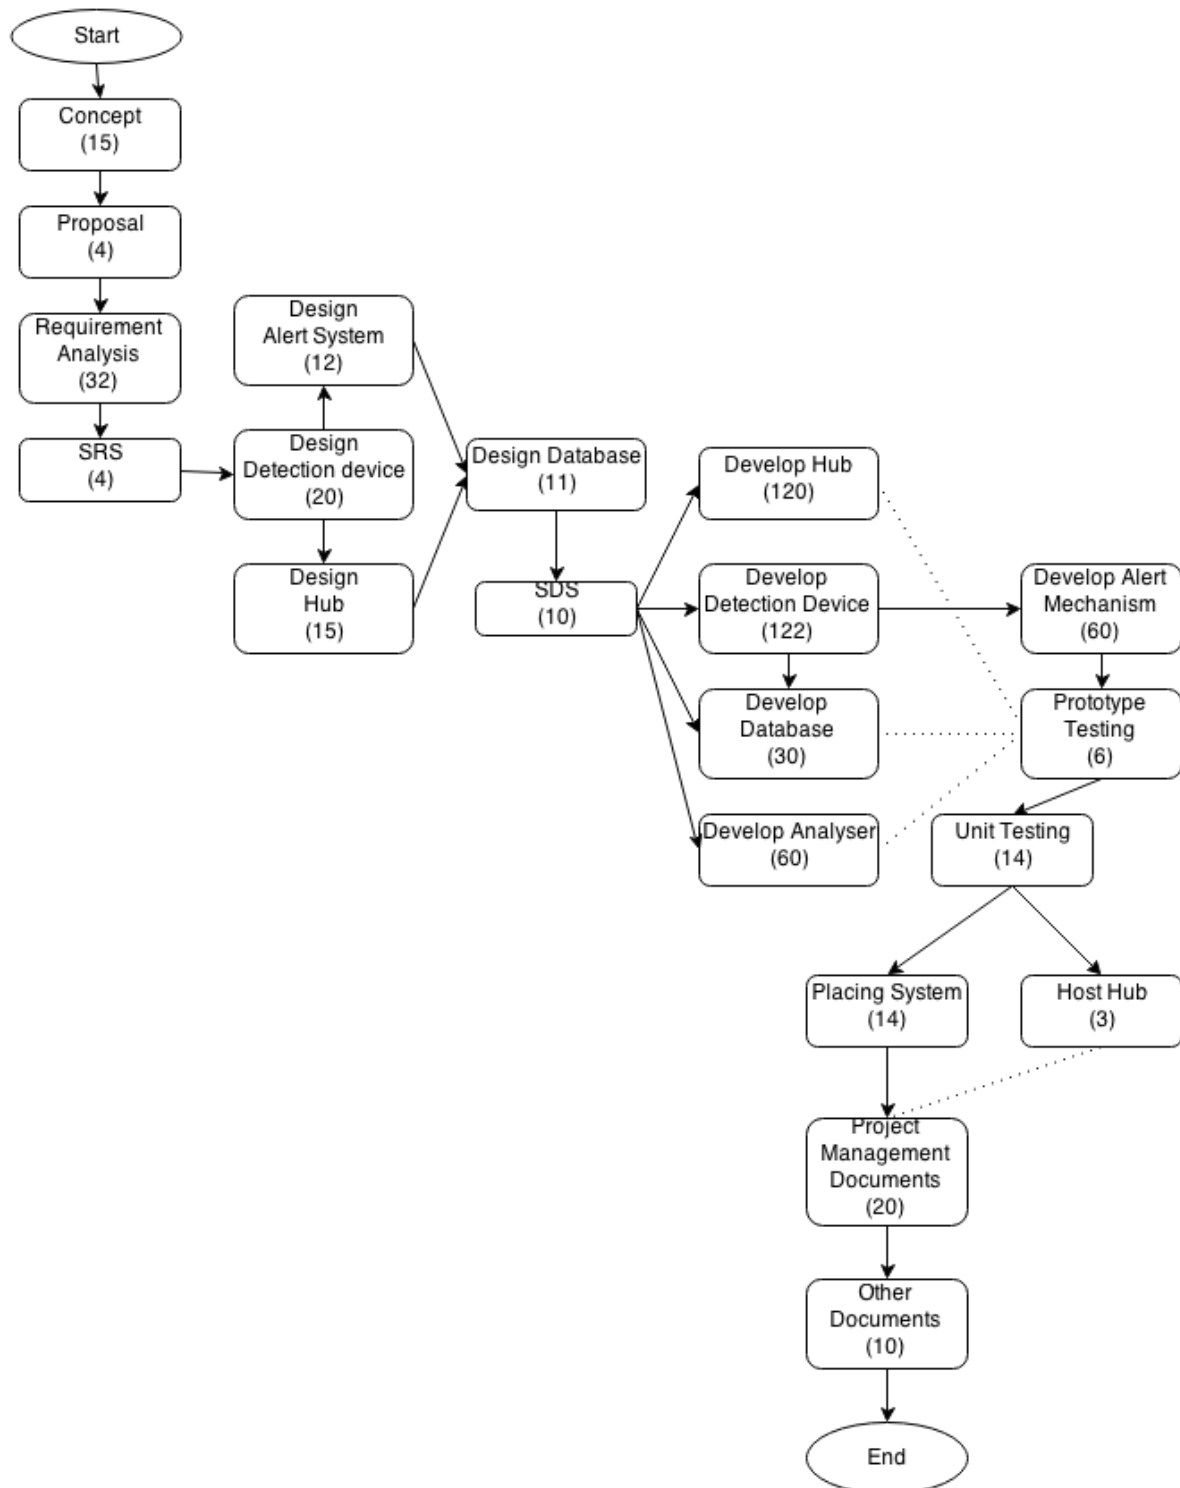 Start
Concept
(15)
Proposal
(4)
Requirement
Analysis
(32)
SRS
(4)
Design
Alert System
(12)
Design
Detection device
(20)
Design
Hub
(15)
Design Database
(11)
SDS
(10)
Develop Hub
(120)
Develop
Detection Device
(122)
Develop
Database
(30)
Develop Analyser
(60)
Develop Alert
Mechanism
(60)
Prototype
Testing
(6)
Unit Testing
(14)
Placing System
(14)
Host Hub
(3)
Project
Management
Documents
(20)
Other
Documents
(10)
End